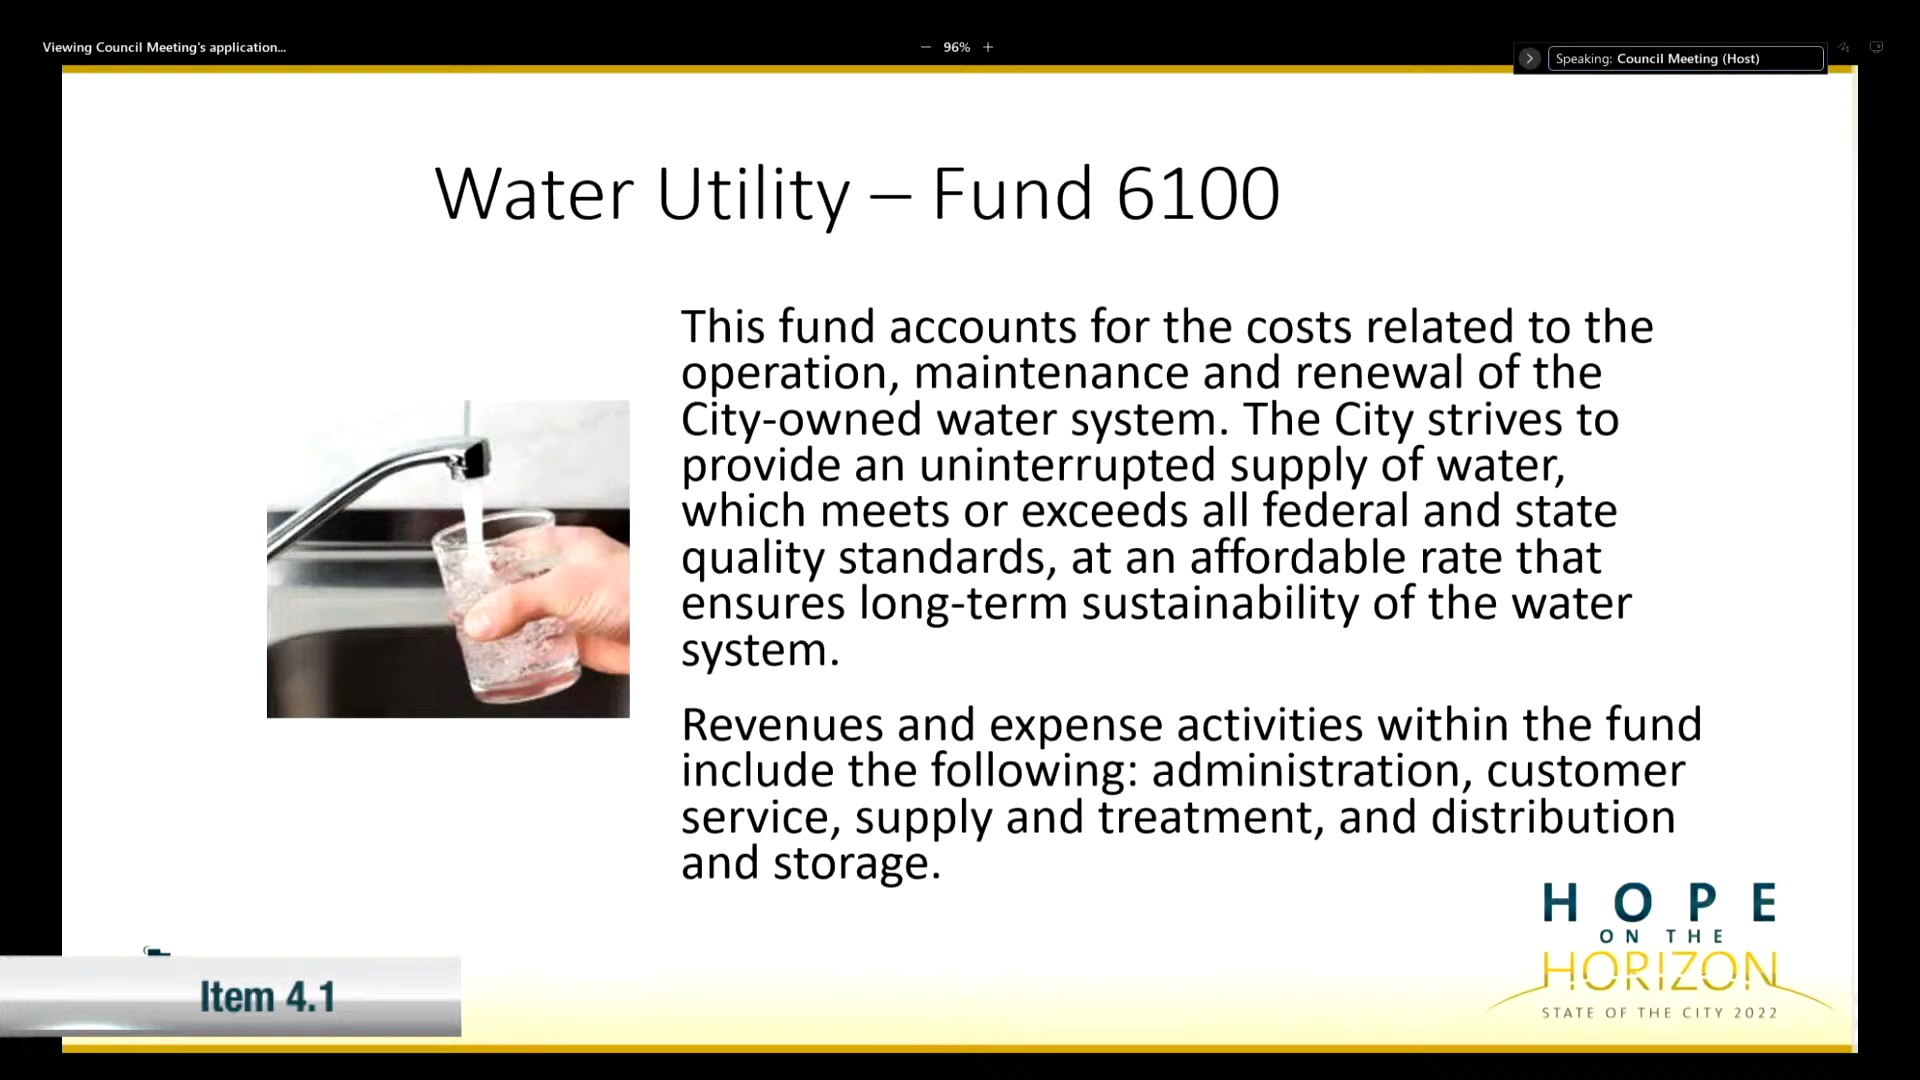 Viewing Council Meeting's application...
96%
Speaking: Council Meeting (Host)
Water Utility – Fund 6100
This fund accounts for the costs related to the
operation, maintenance and renewal of the
City-owned water system. The City strives to
provide an uninterrupted supply of water,
which meets or exceeds all federal and state
quality standards, at an affordable rate that
ensures long-term sustainability of the water
system.
Revenues and expense activities within the fund
include the following: administration, customer
service, supply and treatment, and distribution
and storage.
HOPE
ON THE
HORIZON
STATE OF THE CITY 2022
Item 4.1